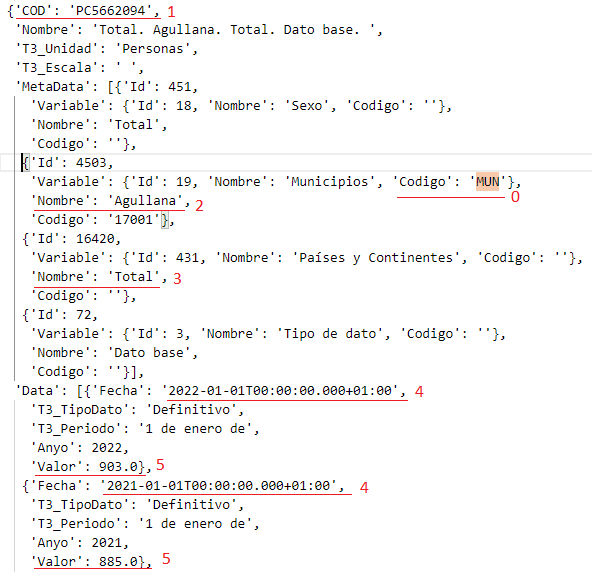 {'COD': 'PC5662094', 1
'Nombre': 'Total. Agullana. Total. Dato base. ',
'T3_Unidad': 'Personas',
'T3_Escala': ' ',
'MetaData': [{'Id': 451,
'Variable': {'Id': 18, 'Nombre': 'Sexo', 'Codigo': ''},
'Nombre': 'Total',
'Codigo': ''},
{'Id': 4503,
'Variable': {'Id': 19, 'Nombre': 'Municipios', 'Codigo': 'MUN'}, 0
'Nombre': 'Agullana', 2
'Codigo': '17001'},
{'Id': 16420,
'Variable': {'Id': 431, 'Nombre': 'Países y Continentes', 'Codigo': ''},
'Nombre': 'Total', 3
'Codigo': ''},
{'Id': 72,
'Variable': {'Id': 3, 'Nombre': 'Tipo de dato', 'Codigo': ''},
'Nombre': 'Dato base',
'Codigo': ''}],
'Data': [{'Fecha': '2022-01-01T00:00:00.000+01:00', 4
'T3_TipoDato': 'Definitivo',
'T3_Periodo': '1 de enero de',
'Anyo': 2022,
'Valor': 903.0}, 5
{'Fecha': '2021-01-01T00:00:00.000+01:00', 4
'T3_TipoDato': 'Definitivo',
'T3_Periodo': '1 de enero de',
'Anyo': 2021,
'Valor': 885.0}, 5